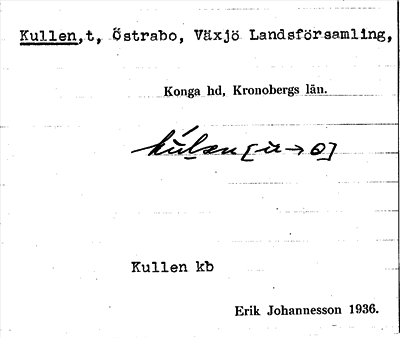 Kullen,t, Östrabo, Växjö Landsförsamling,
Konga hd, Kronobergs län.
Kullen kb
Erik Johannesson 1936.